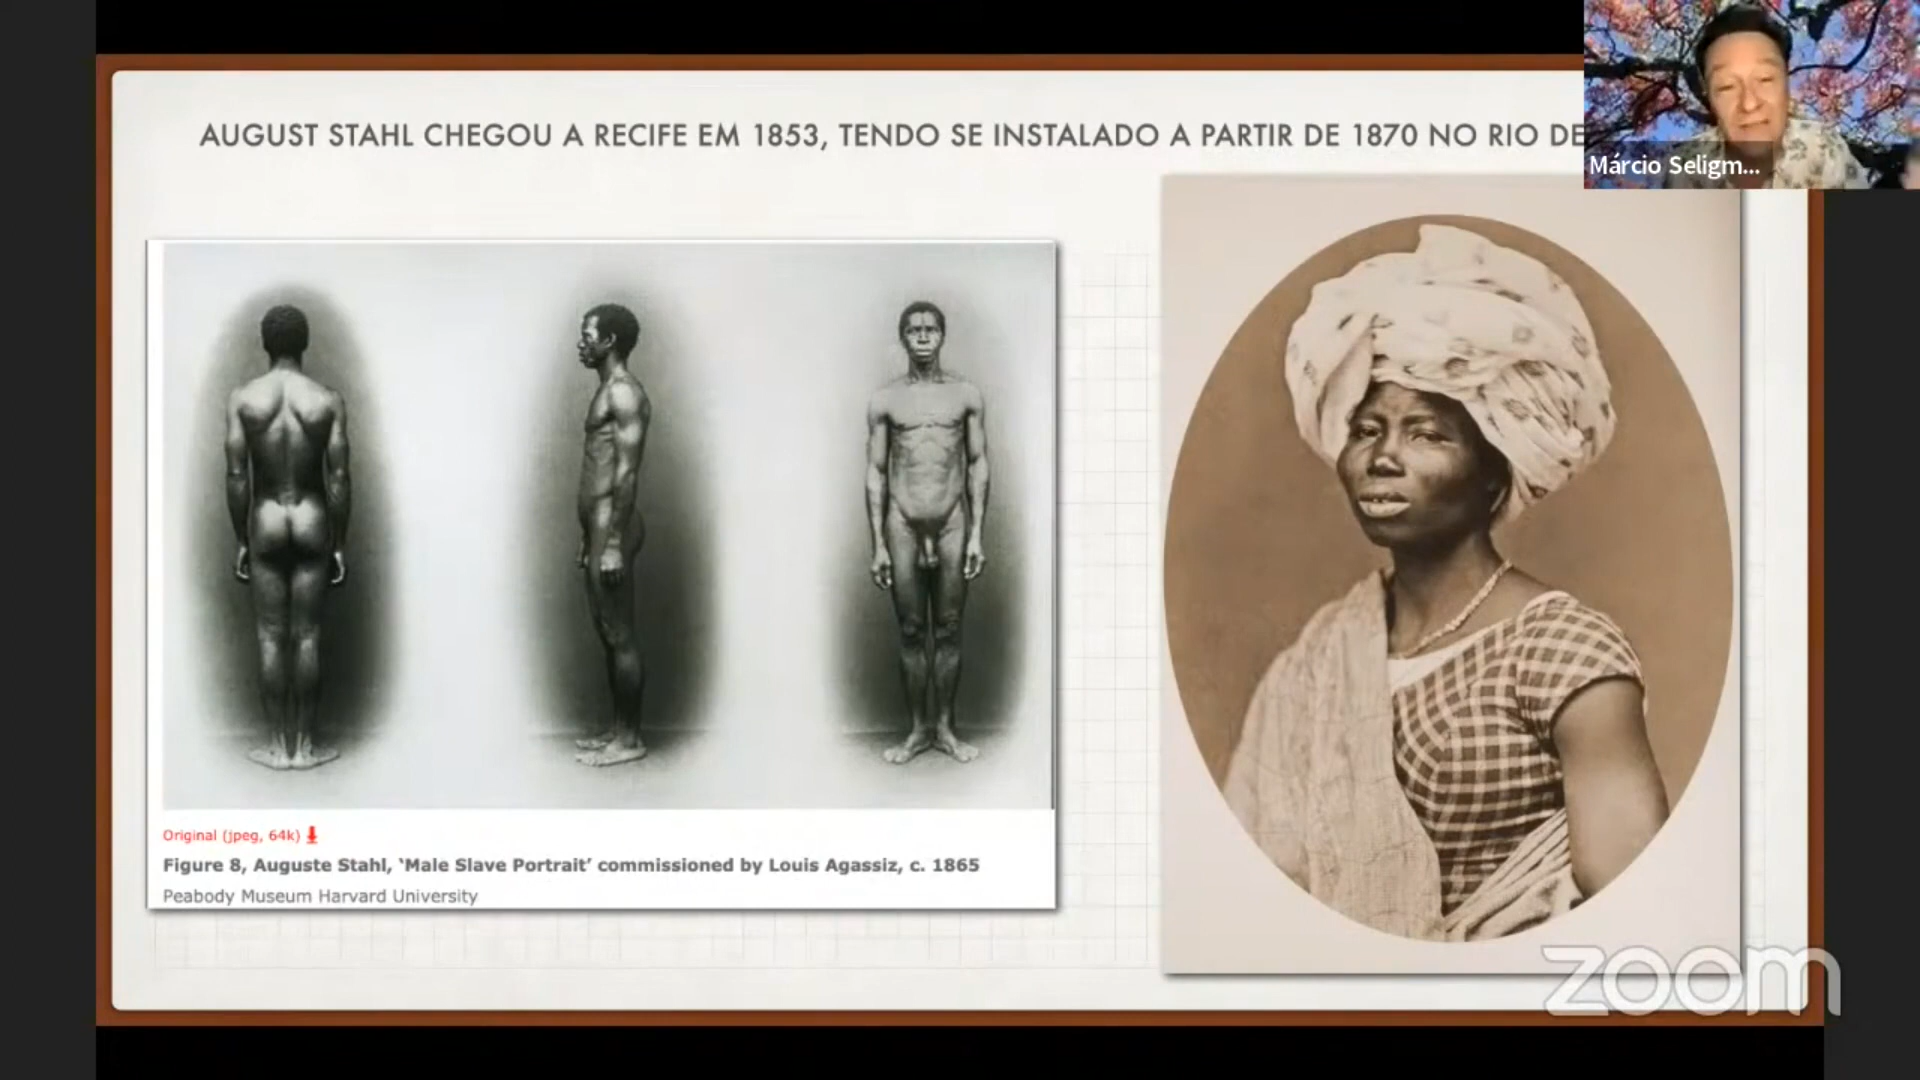 AUGUST STAHL CHEGOU A RECIFE EM 1853, TENDO SE INSTALADO A PARTIR DE 1870 NO RIO DE
Márcio Seligm...
Original (jpeg, 64k)
Figure 8, Auguste Stahl, ‘Male Slave Portrait’ commissioned by Louis Agassiz, c. 1865
Peabody Museum Harvard University
zoom